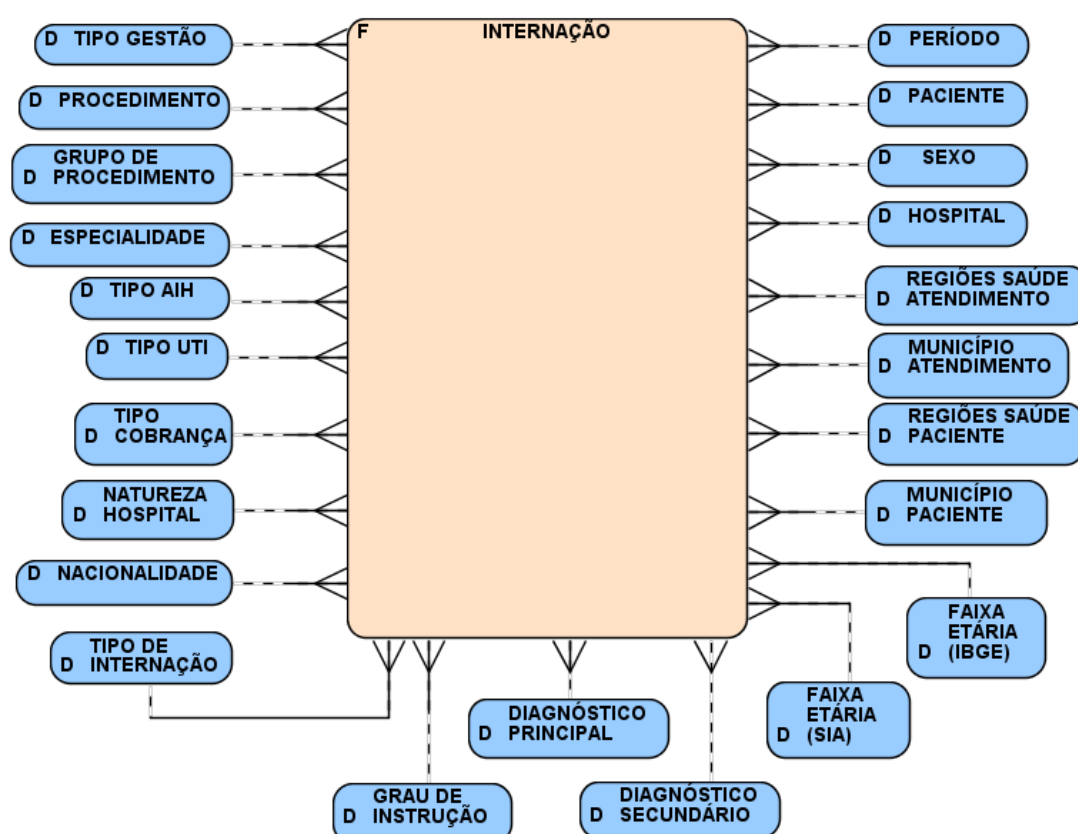 F INTERNAÇÃO
D TIPO GESTÃO
D PROCEDIMENTO
GRUPO DE
D PROCEDIMENTO
D ESPECIALIDADE
D TIPO AIH
D TIPO UTI
TIPO
D COBRANÇA
NATUREZA
D HOSPITAL
D NACIONALIDADE
TIPO DE
D INTERNAÇÃO
D PERÍODO
D PACIENTE
D SEXO
D HOSPITAL
REGIÕES SAÚDE
D ATENDIMENTO
MUNICÍPIO
D ATENDIMENTO
REGIÕES SAÚDE
D PACIENTE
MUNICÍPIO
D PACIENTE
FAIXA
ETÁRIA
D (IBGE)
FAIXA
ETÁRIA
D (SIA)
DIAGNÓSTICO
D PRINCIPAL
GRAU DE
D INSTRUÇÃO
DIAGNÓSTICO
D SECUNDÁRIO